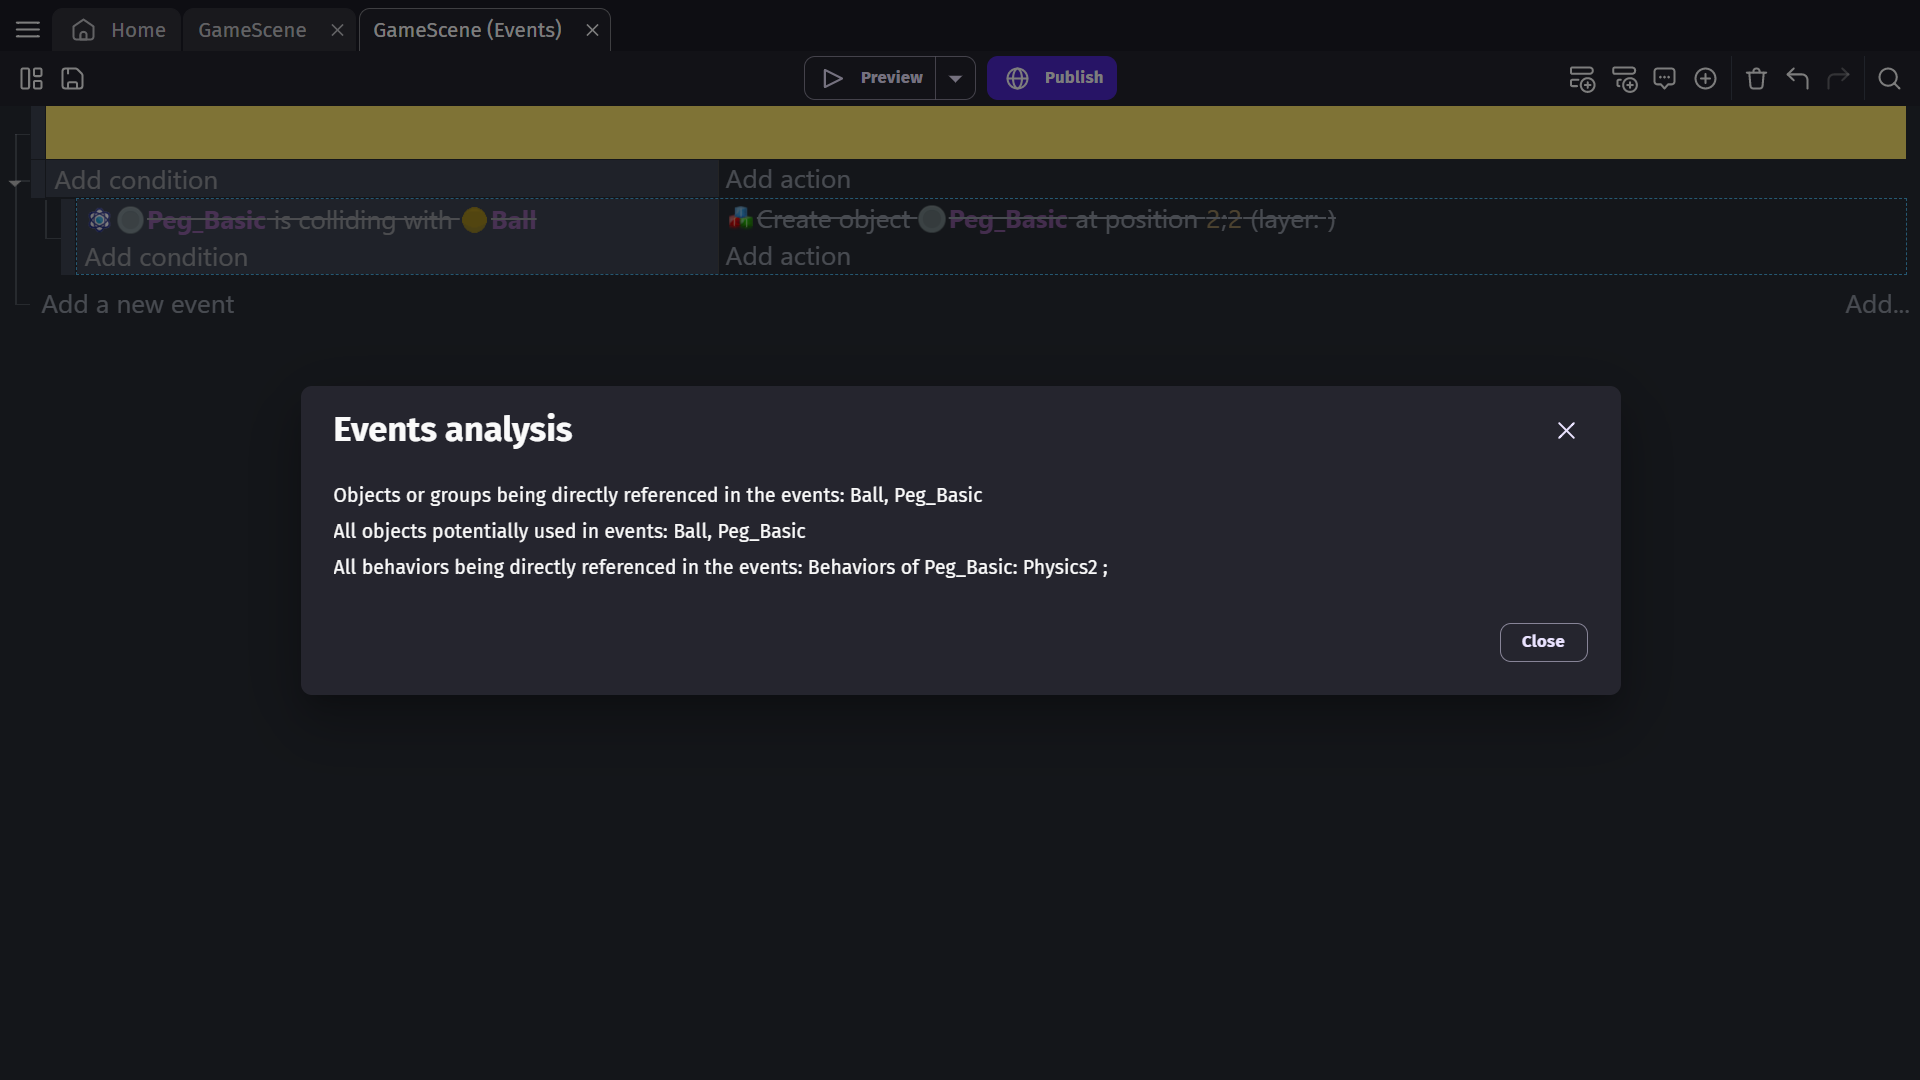 Home
GameScene
GameScene (Events)
Preview
Publish
Add condition
Add action
Peg_Basic is colliding with Ball
Create object Peg_Basic at position 2;2 (layer: )
Add condition
Add action
Add a new event
Add...
Events analysis
Objects or groups being directly referenced in the events: Ball, Peg_Basic
All objects potentially used in events: Ball, Peg_Basic
All behaviors being directly referenced in the events: Behaviors of Peg_Basic: Physics2 ;
Close